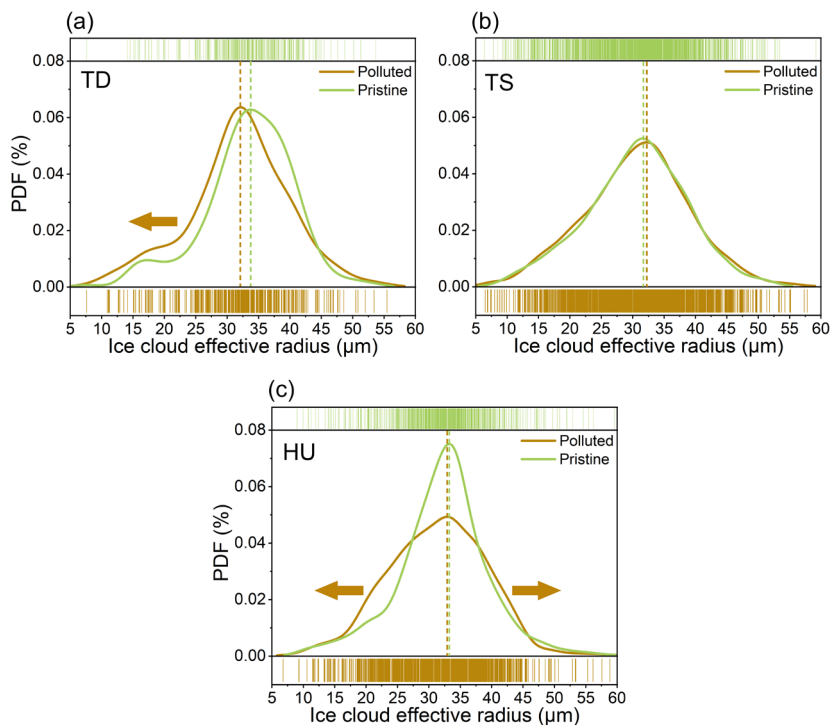 (a)
0.08
0.06
0.04
0.02
0.00
PDF (%)
TD
Polluted
Pristine
5 10 15 20 25 30 35 40 45 50 55 60
Ice cloud effective radius (μm)
(b)
0.08
0.06
0.04
0.02
0.00
TS
Polluted
Pristine
5 10 15 20 25 30 35 40 45 50 55 60
Ice cloud effective radius (μm)
(c)
0.08
0.06
0.04
0.02
0.00
PDF (%)
HU
Polluted
Pristine
5 10 15 20 25 30 35 40 45 50 55 60
Ice cloud effective radius (μm)